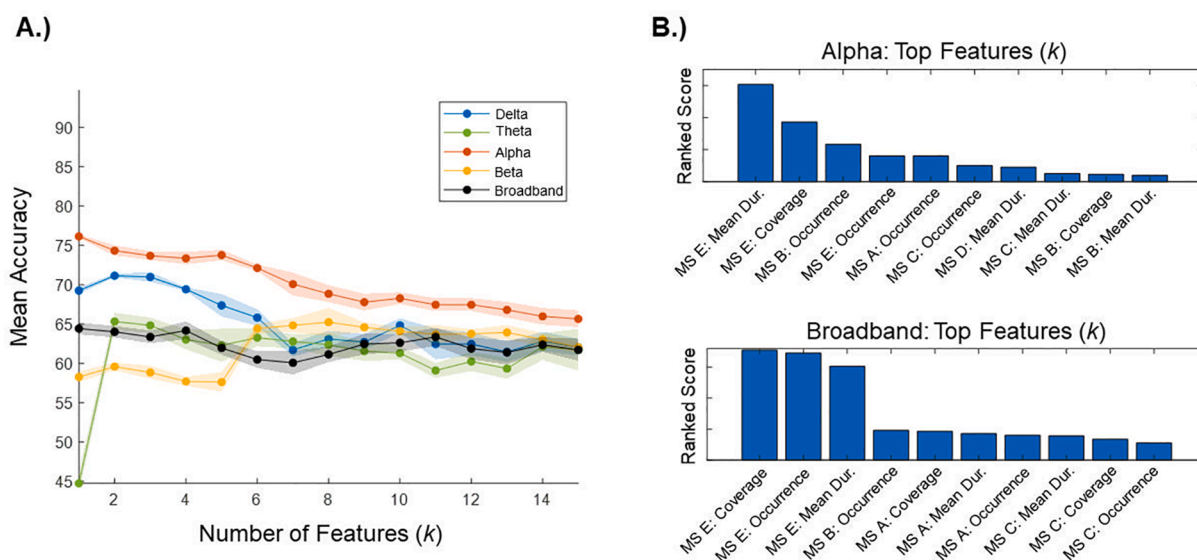 A.)
Mean Accuracy
90
85
80
75
70
65
60
55
50
45
2
4
6
8
10
12
14
Number of Features (k)
Delta
Theta
Alpha
Beta
Broadband
B.)
Alpha: Top Features (k)
Ranked Score
MS E: Mean Dur.
MS E: Coverage
MS B: Occurrence
MS E: Occurrence
MS A: Occurrence
MS C: Occurrence
MS D: Mean Dur.
MS C: Mean Dur.
MS B: Coverage
MS B: Mean Dur.
Broadband: Top Features (k)
Ranked Score
MS E: Coverage
MS E: Occurrence
MS E: Mean Dur.
MS B: Occurrence
MS A: Coverage
MS A: Mean Dur.
MS A: Occurrence
MS C: Mean Dur.
MS C: Coverage
MS C: Occurrence